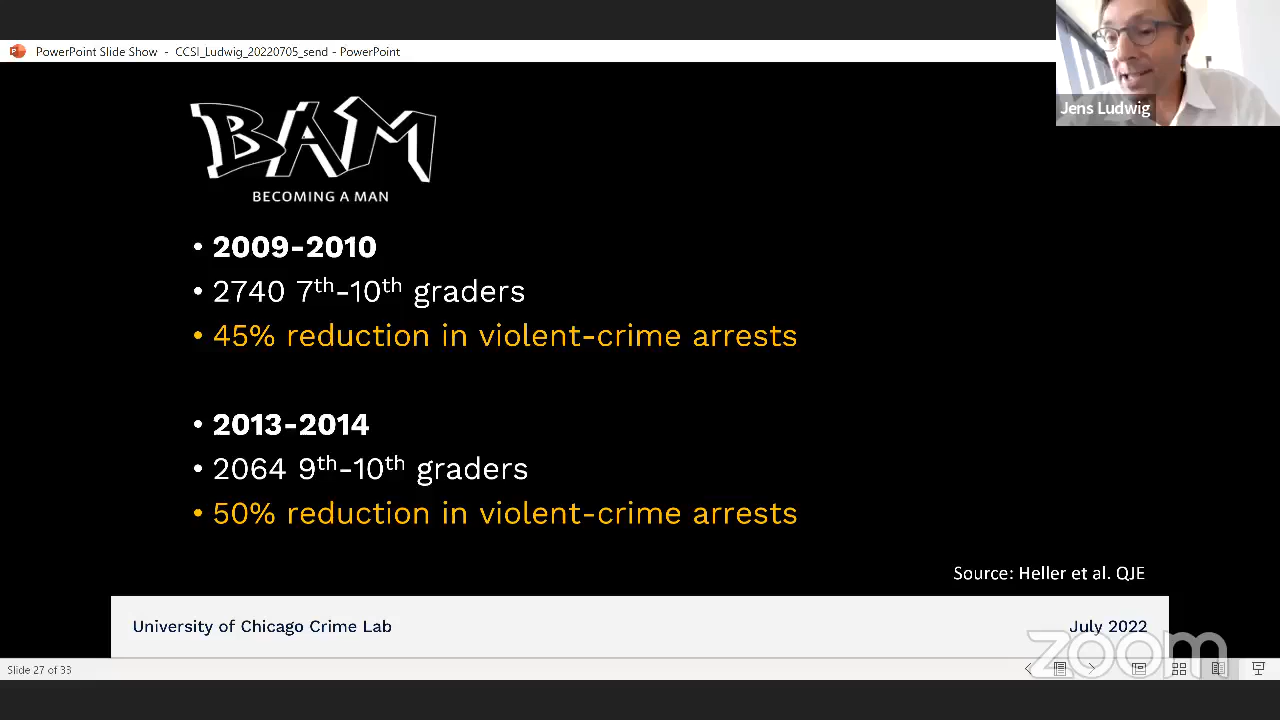 PowerPoint Slide Show - CCSI_Ludwig_20220705_send - PowerPoint
Jens Ludwig
BAM
BECOMING A MAN
• 2009-2010
• 2740 7th-10th graders
• 45% reduction in violent-crime arrests
• 2013-2014
• 2064 9th-10th graders
• 50% reduction in violent-crime arrests
Source: Heller et al. QJE
University of Chicago Crime Lab
July 2022
zoom
Slide 27 of 33